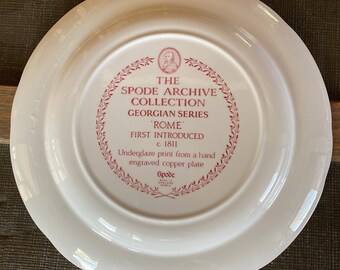 THE
SPODE ARCHIVE
COLLECTION
GEORGIAN SERIES
'ROME'
FIRST INTRODUCED
c. 1811
Underglaze print from a hand
engraved copper plate
Spode